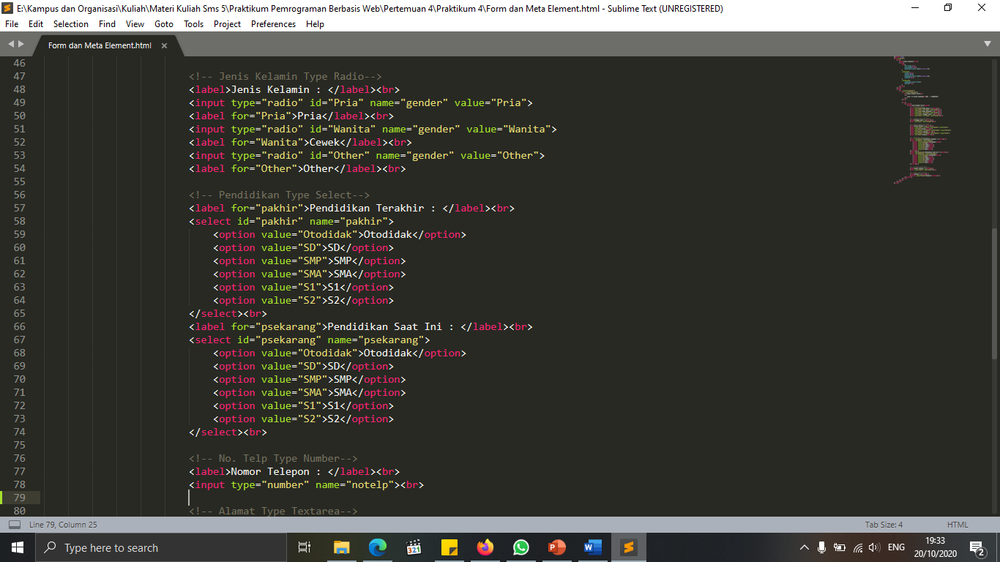 E:\Kampus dan Organisasi\Kuliah\Materi Kuliah Sms 5\Praktikum Pemrograman Berbasis Web\Pertemuan 4\Praktikum 4\Form dan Meta Element.html - Sublime Text (UNREGISTERED)
File Edit Selection Find View Goto Tools Project Preferences Help
Form dan Meta Element.html ×
46
47 <!-- Jenis Kelamin Type Radio-->
48 <label>Jenis Kelamin : </label><br>
49 <input type="radio" id="Pria" name="gender" value="Pria">
50 <label for="Pria">Pria</label><br>
51 <input type="radio" id="Wanita" name="gender" value="Wanita">
52 <label for="Wanita">Cewek</label><br>
53 <input type="radio" id="Other" name="gender" value="Other">
54 <label for="Other">Other</label><br>
55
56 <!-- Pendidikan Type Select-->
57 <label for="pakhir">Pendidikan Terakhir : </label><br>
58 <select id="pakhir" name="pakhir">
59 <option value="Otodidak">Otodidak</option>
60 <option value="SD">SD</option>
61 <option value="SMP">SMP</option>
62 <option value="SMA">SMA</option>
63 <option value="S1">S1</option>
64 <option value="S2">S2</option>
65 </select><br>
66 <label for="psekarang">Pendidikan Saat Ini : </label><br>
67 <select id="psekarang" name="psekarang">
68 <option value="Otodidak">Otodidak</option>
69 <option value="SD">SD</option>
70 <option value="SMP">SMP</option>
71 <option value="SMA">SMA</option>
72 <option value="S1">S1</option>
73 <option value="S2">S2</option>
74 </select><br>
75
76 <!-- No. Telp Type Number-->
77 <label>Nomor Telepon : </label><br>
78 <input type="number" name="notelp"><br>
79
80 <!-- Alamat Type Textarea-->
Line 79, Column 25 Tab Size: 4 HTML
Type here to search 321 ENG 19:33
20/10/2020 2